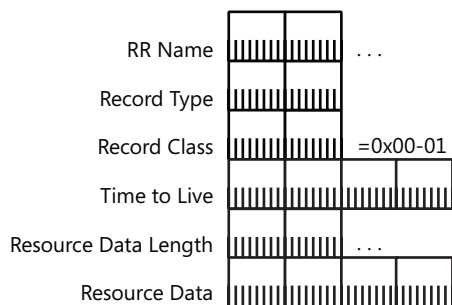 RR Name ...
Record Type
Record Class =0x00-01
Time to Live
Resource Data Length ...
Resource Data